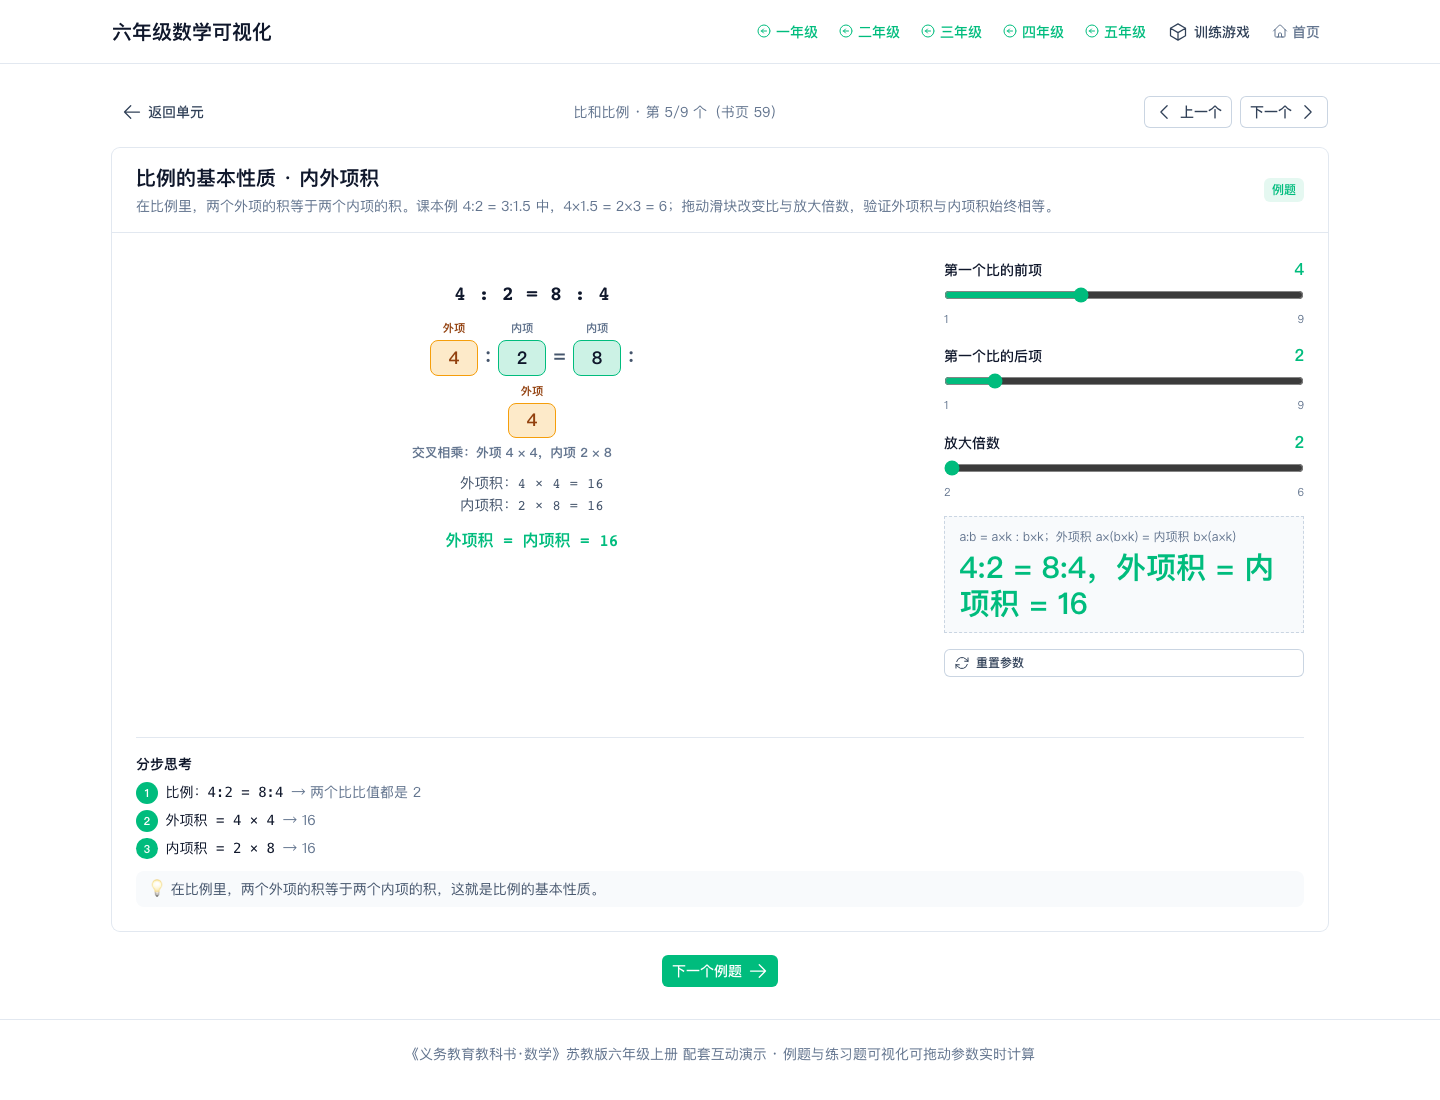 六年级数学可视化
一年级 二年级 三年级 四年级 五年级 训练游戏 首页
返回单元
比和比例 · 第 5/9 个（书页 59）
上一个 下一个
比例的基本性质 · 内外项积
在比例里，两个外项的积等于两个内项的积。课本例 4:2 = 3:1.5 中，4×1.5 = 2×3 = 6；拖动滑块改变比与放大倍数，验证外项积与内项积始终相等。
例题
4 : 2 = 8 : 4
外项 内项 内项
4 : 2 = 8 :
外项
4
交叉相乘：外项 4 × 4，内项 2 × 8
外项积：4 × 4 = 16
内项积：2 × 8 = 16
外项积 = 内项积 = 16
第一个比的前项 4
1 9
第一个比的后项 2
1 9
放大倍数 2
2 6
a:b = a×k : b×k；外项积 a×(b×k) = 内项积 b×(a×k)
4:2 = 8:4，外项积 = 内
项积 = 16
重置参数
分步思考
1 比例：4:2 = 8:4 → 两个比比值都是 2
2 外项积 = 4 × 4 → 16
3 内项积 = 2 × 8 → 16
💡 在比例里，两个外项的积等于两个内项的积，这就是比例的基本性质。
下一个例题 →
《义务教育教科书·数学》苏教版六年级上册 配套互动演示 · 例题与练习题可视化可拖动参数实时计算